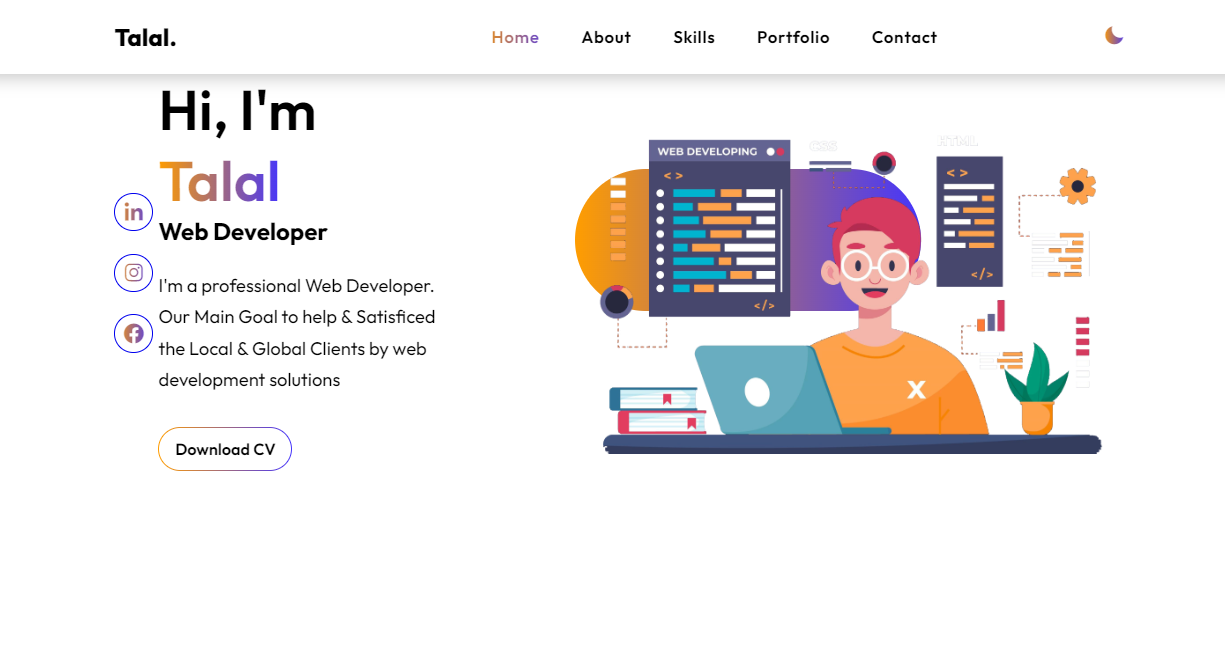 Talal.
Home
About
Skills
Portfolio
Contact
Hi, I'm
Talal
in
Web Developer
I'm a professional Web Developer.
Our Main Goal to help & Satisficed
the Local & Global Clients by web
development solutions
Download CV
WEB DEVELOPING
< >
</>
CSS
HTML
< >
</>
X